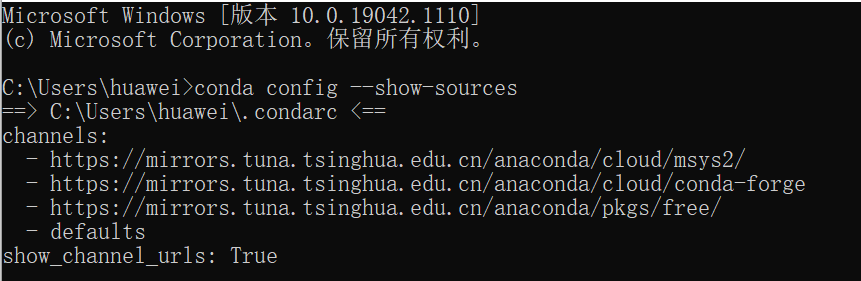 Microsoft Windows [版本 10.0.19042.1110]
(c) Microsoft Corporation。保留所有权利。
C:\Users\huawei>conda config --show-sources
==> C:\Users\huawei\.condarc <==
channels:
  - https://mirrors.tuna.tsinghua.edu.cn/anaconda/cloud/msys2/
  - https://mirrors.tuna.tsinghua.edu.cn/anaconda/cloud/conda-forge
  - https://mirrors.tuna.tsinghua.edu.cn/anaconda/pkgs/free/
  - defaults
show_channel_urls: True